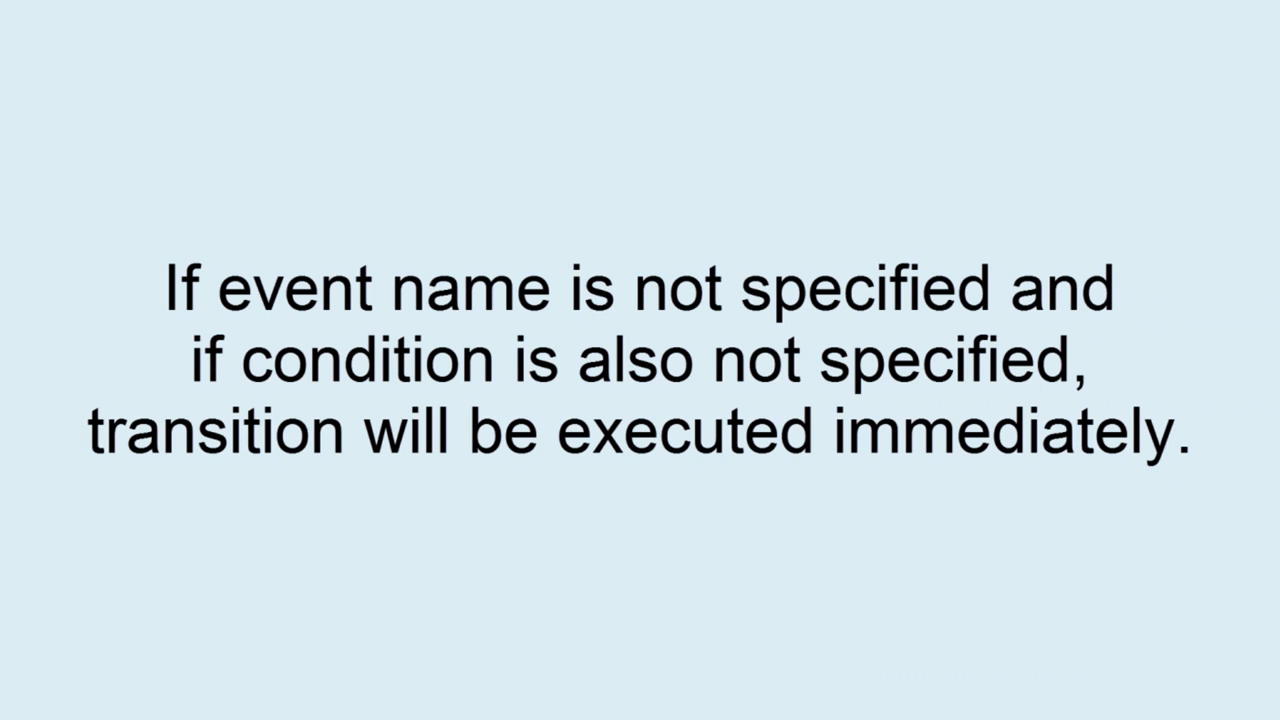 If event name is not specified and
if condition is also not specified,
transition will be executed immediately.